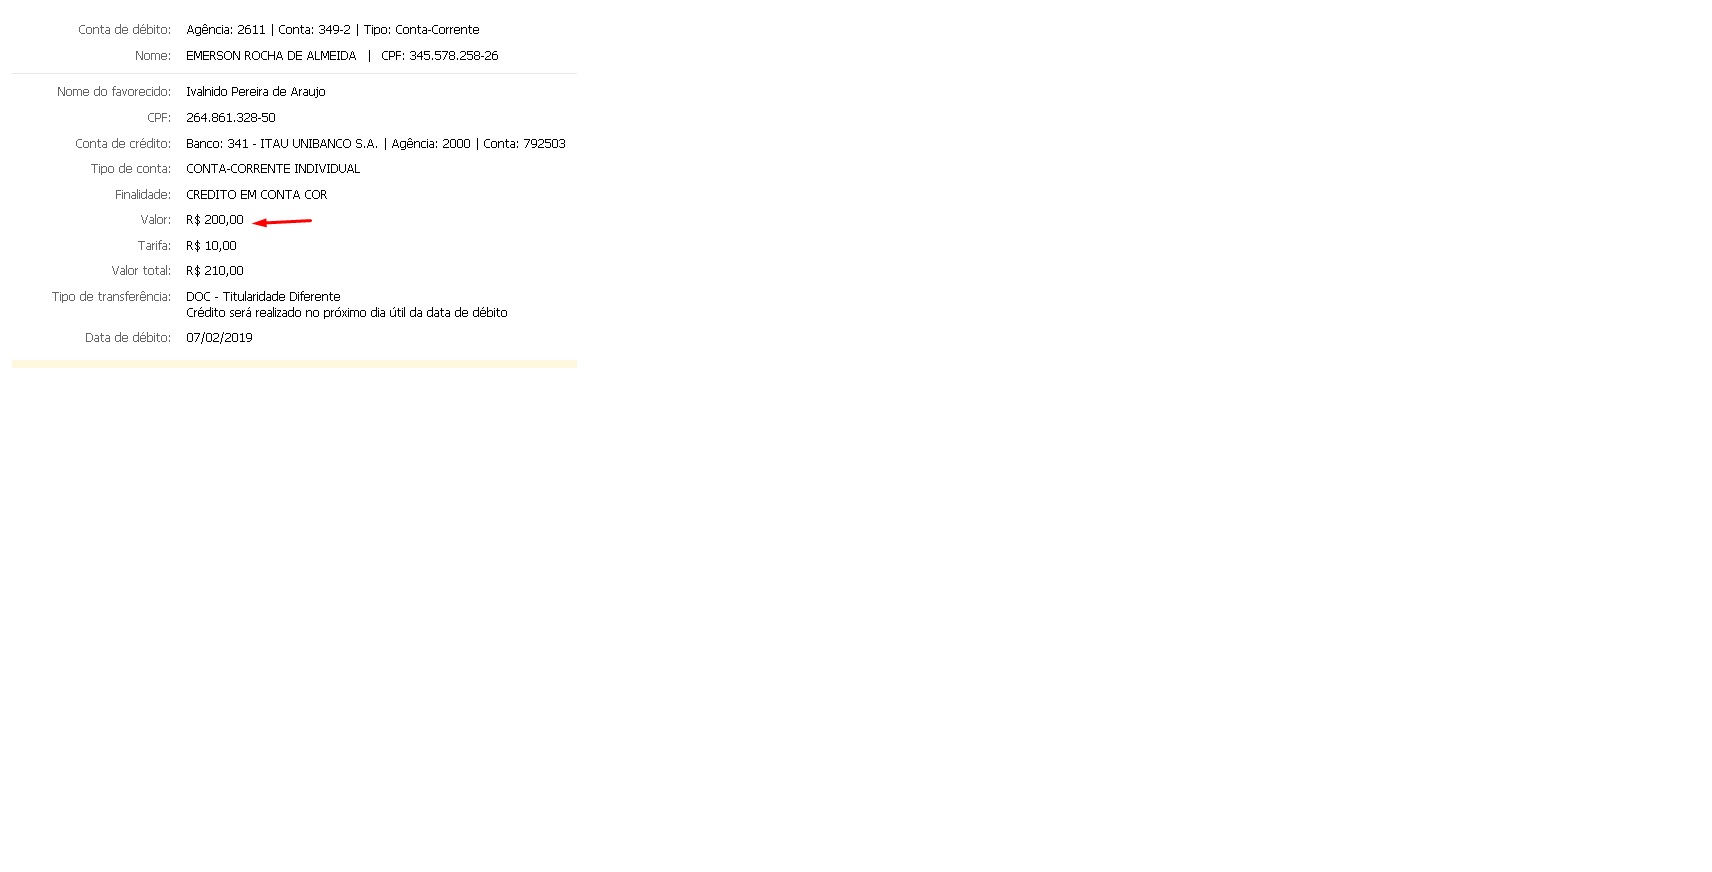 Conta de débito: Agência: 2611 | Conta: 349-2 | Tipo: Conta-Corrente
Nome: EMERSON ROCHA DE ALMEIDA | CPF: 345.578.258-26
Nome do favorecido: Ivalnido Pereira de Araujo
CPF: 264.861.328-50
Conta de crédito: Banco: 341 - ITAU UNIBANCO S.A. | Agência: 2000 | Conta: 792503
Tipo de conta: CONTA-CORRENTE INDIVIDUAL
Finalidade: CREDITO EM CONTA COR
Valor: R$ 200,00
Tarifa: R$ 10,00
Valor total: R$ 210,00
Tipo de transferência: DOC - Titularidade Diferente
Crédito será realizado no próximo dia útil da data de débito
Data de débito: 07/02/2019